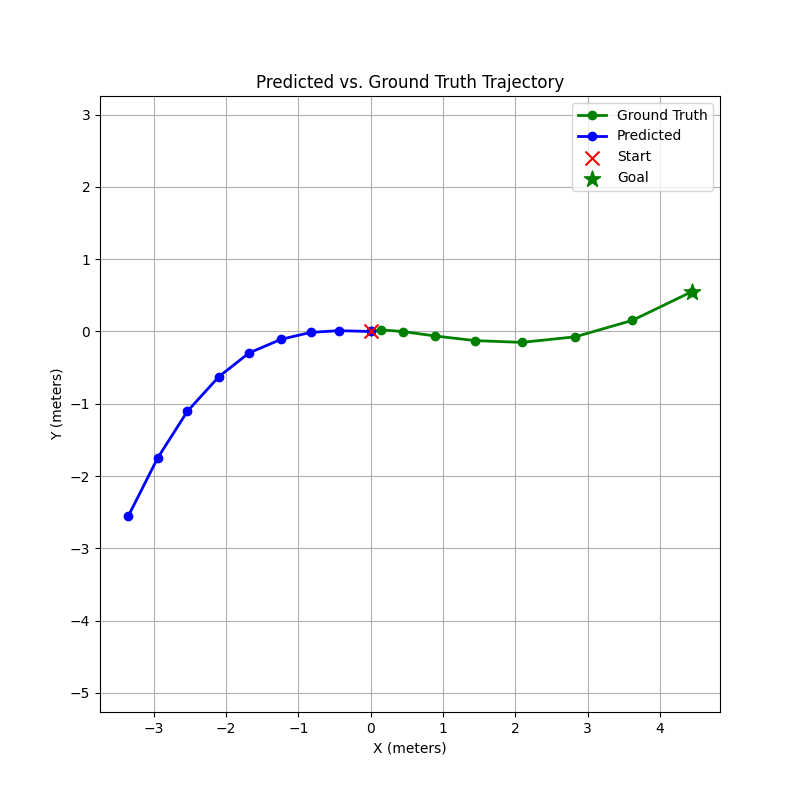 Predicted vs. Ground Truth Trajectory
Ground Truth
Predicted
Start
Goal
3
2
1
0
−1
−2
−3
−4
−5
Y (meters)
−3
−2
−1
0
1
2
3
4
X (meters)